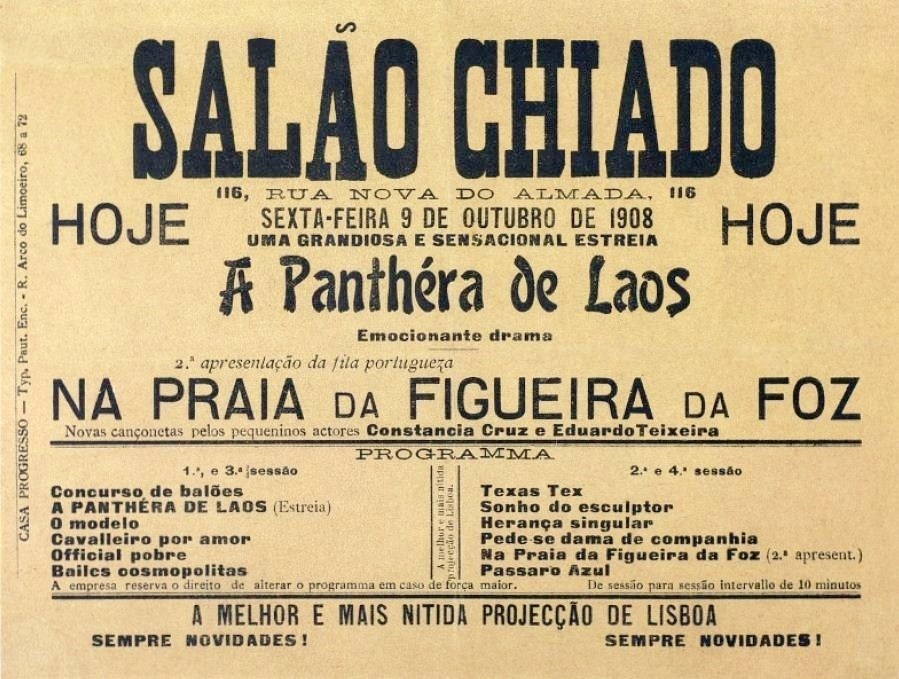 SALÃO CHIADO
116, RUA NOVA DO ALMADA, 116
HOJE
SEXTA-FEIRA 9 DE OUTUBRO DE 1908
HOJE
UMA GRANDIOSA E SENSACIONAL ESTREIA
A Panthéra de Laos
Emocionante drama
2.ª apresentação da fita portugueza
NA PRAIA DA FIGUEIRA DA FOZ
Novas cançonetas pelos pequeninos actores Constancia Cruz e Eduardo Teixeira
PROGRAMMA
1.ª, e 3.ª sessão
Concurso de balões
A PANTHÉRA DE LAOS (Estreia)
O modelo
Cavalleiro por amor
Official pobre
Bailes cosmopolitas
A melhor e mais nitida
projecção de Lisboa.
2.ª e 4.ª sessão
Texas Tex
Sonho do esculptor
Herança singular
Pede-se dama de companhia
Na Praia da Figueira da Foz (2.ª apresent.)
Passaro Azul
A empresa reserva o direito de alterar o programma em caso de força maior.
De sessão para sessão intervallo de 10 minutos
A MELHOR E MAIS NITIDA PROJECÇÃO DE LISBOA
SEMPRE NOVIDADES!
SEMPRE NOVIDADES!
CASA PROGRESSO — Typ. Paut. Enc. - R. Arco do Limoeiro, 68 a 72